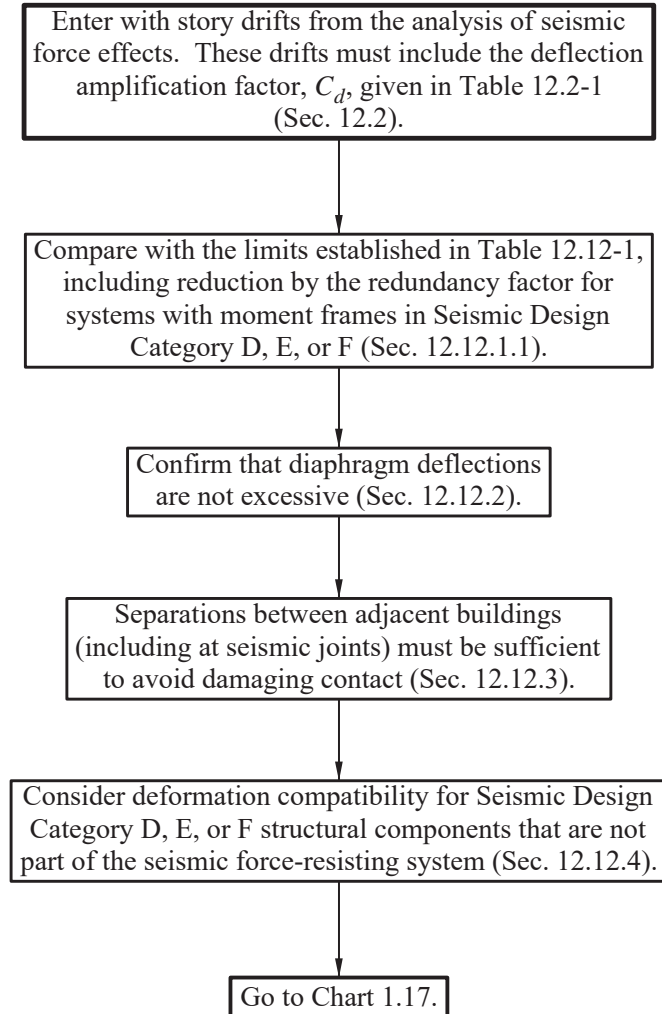 Enter with story drifts from the analysis of seismic
force effects.  These drifts must include the deflection
amplification factor, C_d, given in Table 12.2-1
(Sec. 12.2).
Compare with the limits established in Table 12.12-1,
including reduction by the redundancy factor for
systems with moment frames in Seismic Design
Category D, E, or F (Sec. 12.12.1.1).
Confirm that diaphragm deflections
are not excessive (Sec. 12.12.2).
Separations between adjacent buildings
(including at seismic joints) must be sufficient
to avoid damaging contact (Sec. 12.12.3).
Consider deformation compatibility for Seismic Design
Category D, E, or F structural components that are not
part of the seismic force-resisting system (Sec. 12.12.4).
Go to Chart 1.17.